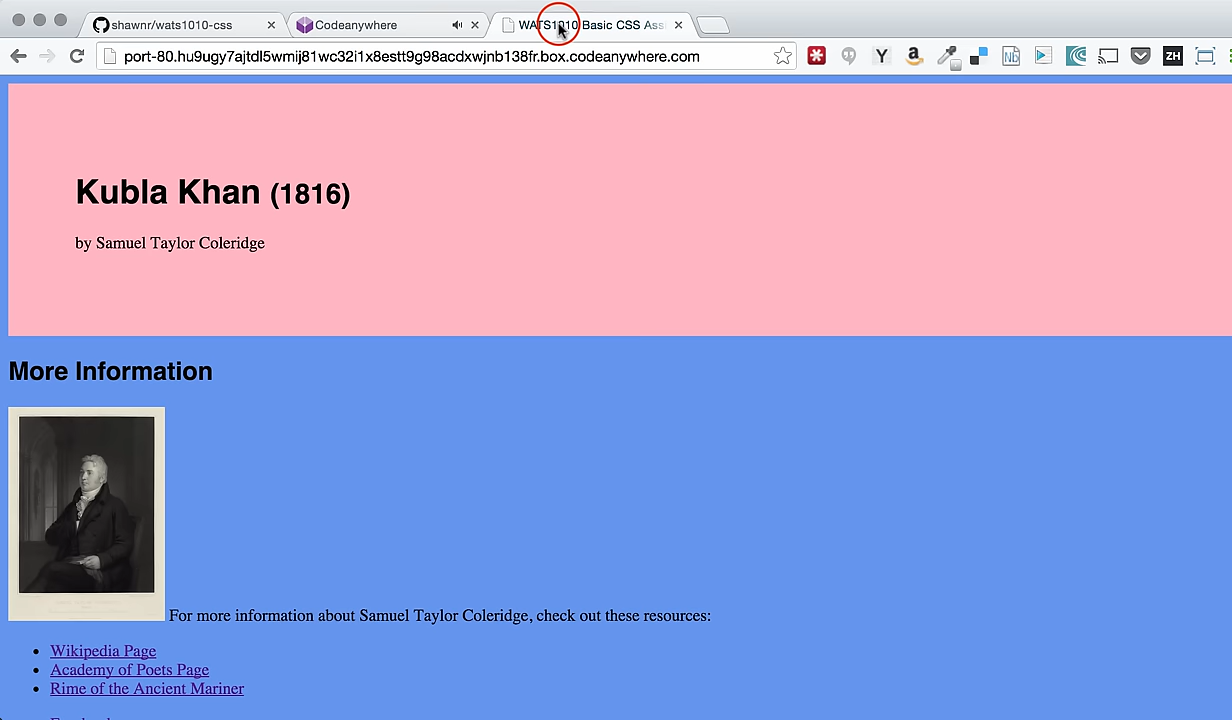 shawnr/wats1010-css
Codeanywhere
WATS1010 Basic CSS Ass
port-80.hu9ugy7ajtdl5wmij81wc32i1x8estt9g98acdxwjnb138fr.box.codeanywhere.com
Y
a
Nb
ZH
Kubla Khan (1816)
by Samuel Taylor Coleridge
More Information
For more information about Samuel Taylor Coleridge, check out these resources:
Wikipedia Page
Academy of Poets Page
Rime of the Ancient Mariner